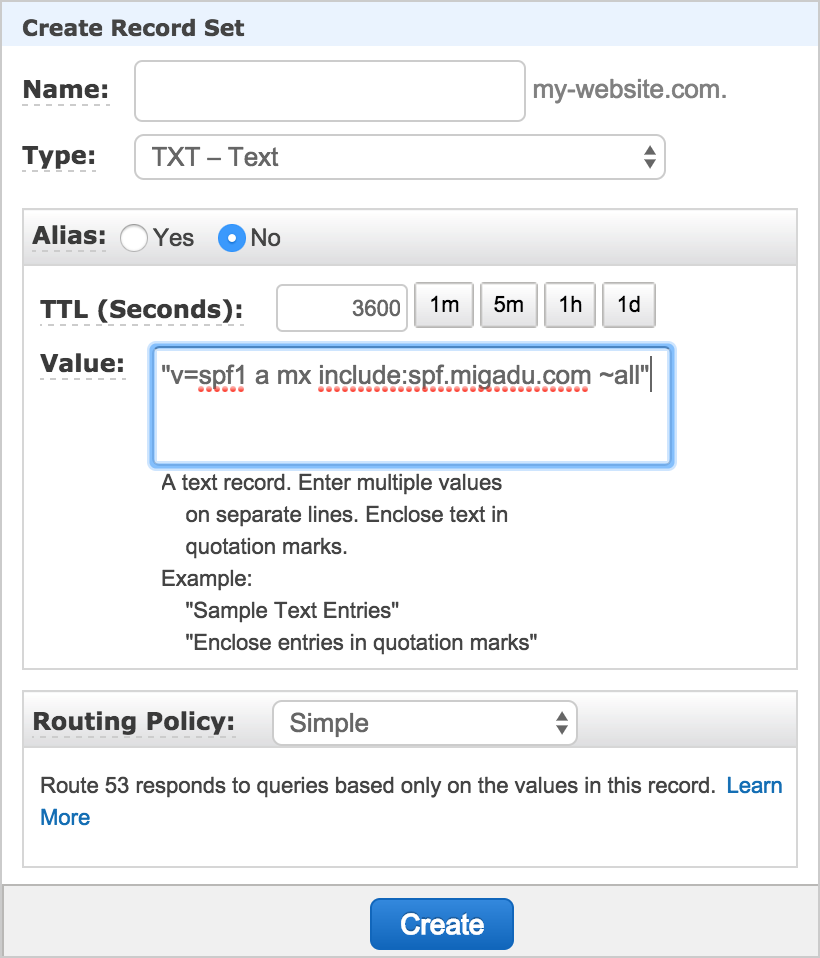 Create Record Set
Name: my-website.com.
Type: TXT – Text
Alias: Yes No
TTL (Seconds): 3600 1m 5m 1h 1d
Value: "v=spf1 a mx include:spf.migadu.com ~all"
A text record. Enter multiple values
on separate lines. Enclose text in
quotation marks.
Example:
"Sample Text Entries"
"Enclose entries in quotation marks"
Routing Policy: Simple
Route 53 responds to queries based only on the values in this record. Learn
More
Create